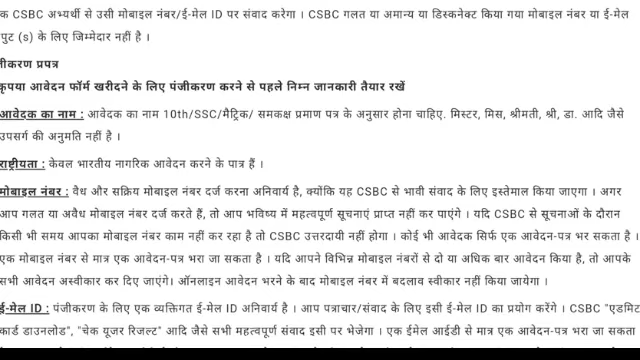 क CSBC अभ्यर्थी से उसी मोबाइल नंबर/ई-मेल ID पर संवाद करेगा । CSBC गलत या अमान्य या डिस्कनेक्ट किया गया मोबाइल नंबर या ई-मेल
पुट (s) के लिए जिम्मेदार नहीं है ।
ीकरण प्रपत्र
कृपया आवेदन फॉर्म खरीदने के लिए पंजीकरण करने से पहले निम्न जानकारी तैयार रखें
आवेदक का नाम : आवेदक का नाम 10th/SSC/मैट्रिक/ समकक्ष प्रमाण पत्र के अनुसार होना चाहिए. मिस्टर, मिस, श्रीमती, श्री, डा. आदि जैसे
उपसर्ग की अनुमति नहीं है ।
राष्ट्रीयता : केवल भारतीय नागरिक आवेदन करने के पात्र हैं ।
मोबाइल नंबर : वैध और सक्रिय मोबाइल नंबर दर्ज करना अनिवार्य है, क्योंकि यह CSBC से भावी संवाद के लिए इस्तेमाल किया जाएगा । अगर
आप गलत या अवैध मोबाइल नंबर दर्ज करते हैं, तो आप भविष्य में महत्वपूर्ण सूचनाएं प्राप्त नहीं कर पाएंगे । यदि CSBC से सूचनाओं के दौरान
किसी भी समय आपका मोबाइल नंबर काम नहीं कर रहा है तो CSBC उत्तरदायी नहीं होगा । कोई भी आवेदक सिर्फ एक आवेदन-पत्र भर सकता है ।
एक मोबाइल नंबर से मात्र एक आवेदन-पत्र भरा जा सकता है । यदि आपने विभिन्न मोबाइल नंबरों से दो या अधिक बार आवेदन किया है, तो आपके
सभी आवेदन अस्वीकार कर दिए जाएंगे। ऑनलाइन आवेदन भरने के बाद मोबाइल नंबर में बदलाव स्वीकार नहीं किया जायेगा ।
ई-मेल ID : पंजीकरण के लिए एक व्यक्तिगत ई-मेल ID अनिवार्य है । आप पत्राचार/संवाद के लिए इसी ई-मेल ID का प्रयोग करेंगे । CSBC "एडमिट
कार्ड डाउनलोड", "चेक यूजर रिजल्ट" आदि जैसे सभी महत्वपूर्ण संवाद इसी पर भेजेगा । एक ईमेल आईडी से मात्र एक आवेदन-पत्र भरा जा सकता